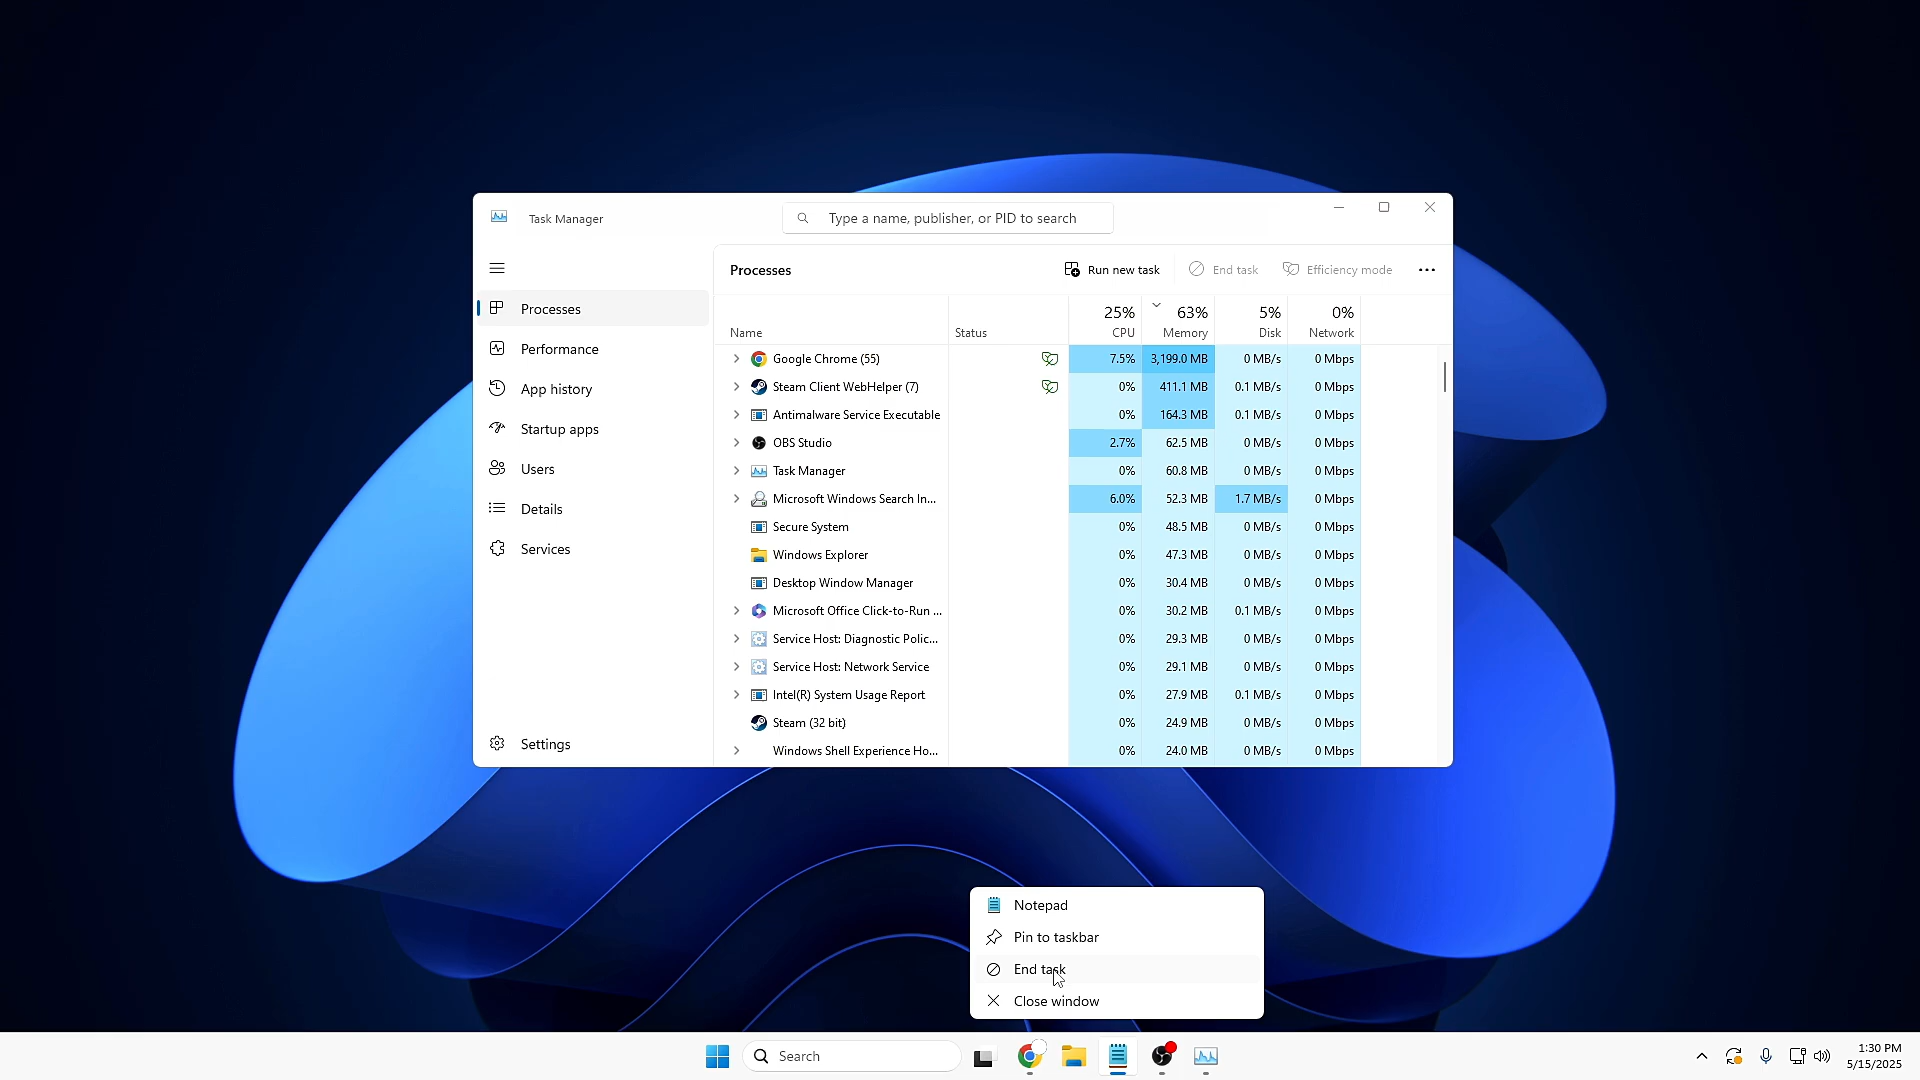 Task Manager
Type a name, publisher, or PID to search
Processes
Run new task
End task
Efficiency mode
Processes
Performance
App history
Startup apps
Users
Details
Services
Settings
25% 63% 5% 0%
Name Status CPU Memory Disk Network
Google Chrome (55) 7.5% 3,199.0 MB 0 MB/s 0 Mbps
Steam Client WebHelper (7) 0% 411.1 MB 0.1 MB/s 0 Mbps
Antimalware Service Executable 0% 164.3 MB 0.1 MB/s 0 Mbps
OBS Studio 2.7% 62.5 MB 0 MB/s 0 Mbps
Task Manager 0% 60.8 MB 0 MB/s 0 Mbps
Microsoft Windows Search In... 6.0% 52.3 MB 1.7 MB/s 0 Mbps
Secure System 0% 48.5 MB 0 MB/s 0 Mbps
Windows Explorer 0% 47.3 MB 0 MB/s 0 Mbps
Desktop Window Manager 0% 30.4 MB 0 MB/s 0 Mbps
Microsoft Office Click-to-Run ... 0% 30.2 MB 0.1 MB/s 0 Mbps
Service Host: Diagnostic Polic... 0% 29.3 MB 0 MB/s 0 Mbps
Service Host: Network Service 0% 29.1 MB 0 MB/s 0 Mbps
Intel(R) System Usage Report 0% 27.9 MB 0.1 MB/s 0 Mbps
Steam (32 bit) 0% 24.9 MB 0 MB/s 0 Mbps
Windows Shell Experience Ho... 0% 24.0 MB 0 MB/s 0 Mbps
Notepad
Pin to taskbar
End task
Close window
Search
1:30 PM
5/15/2025